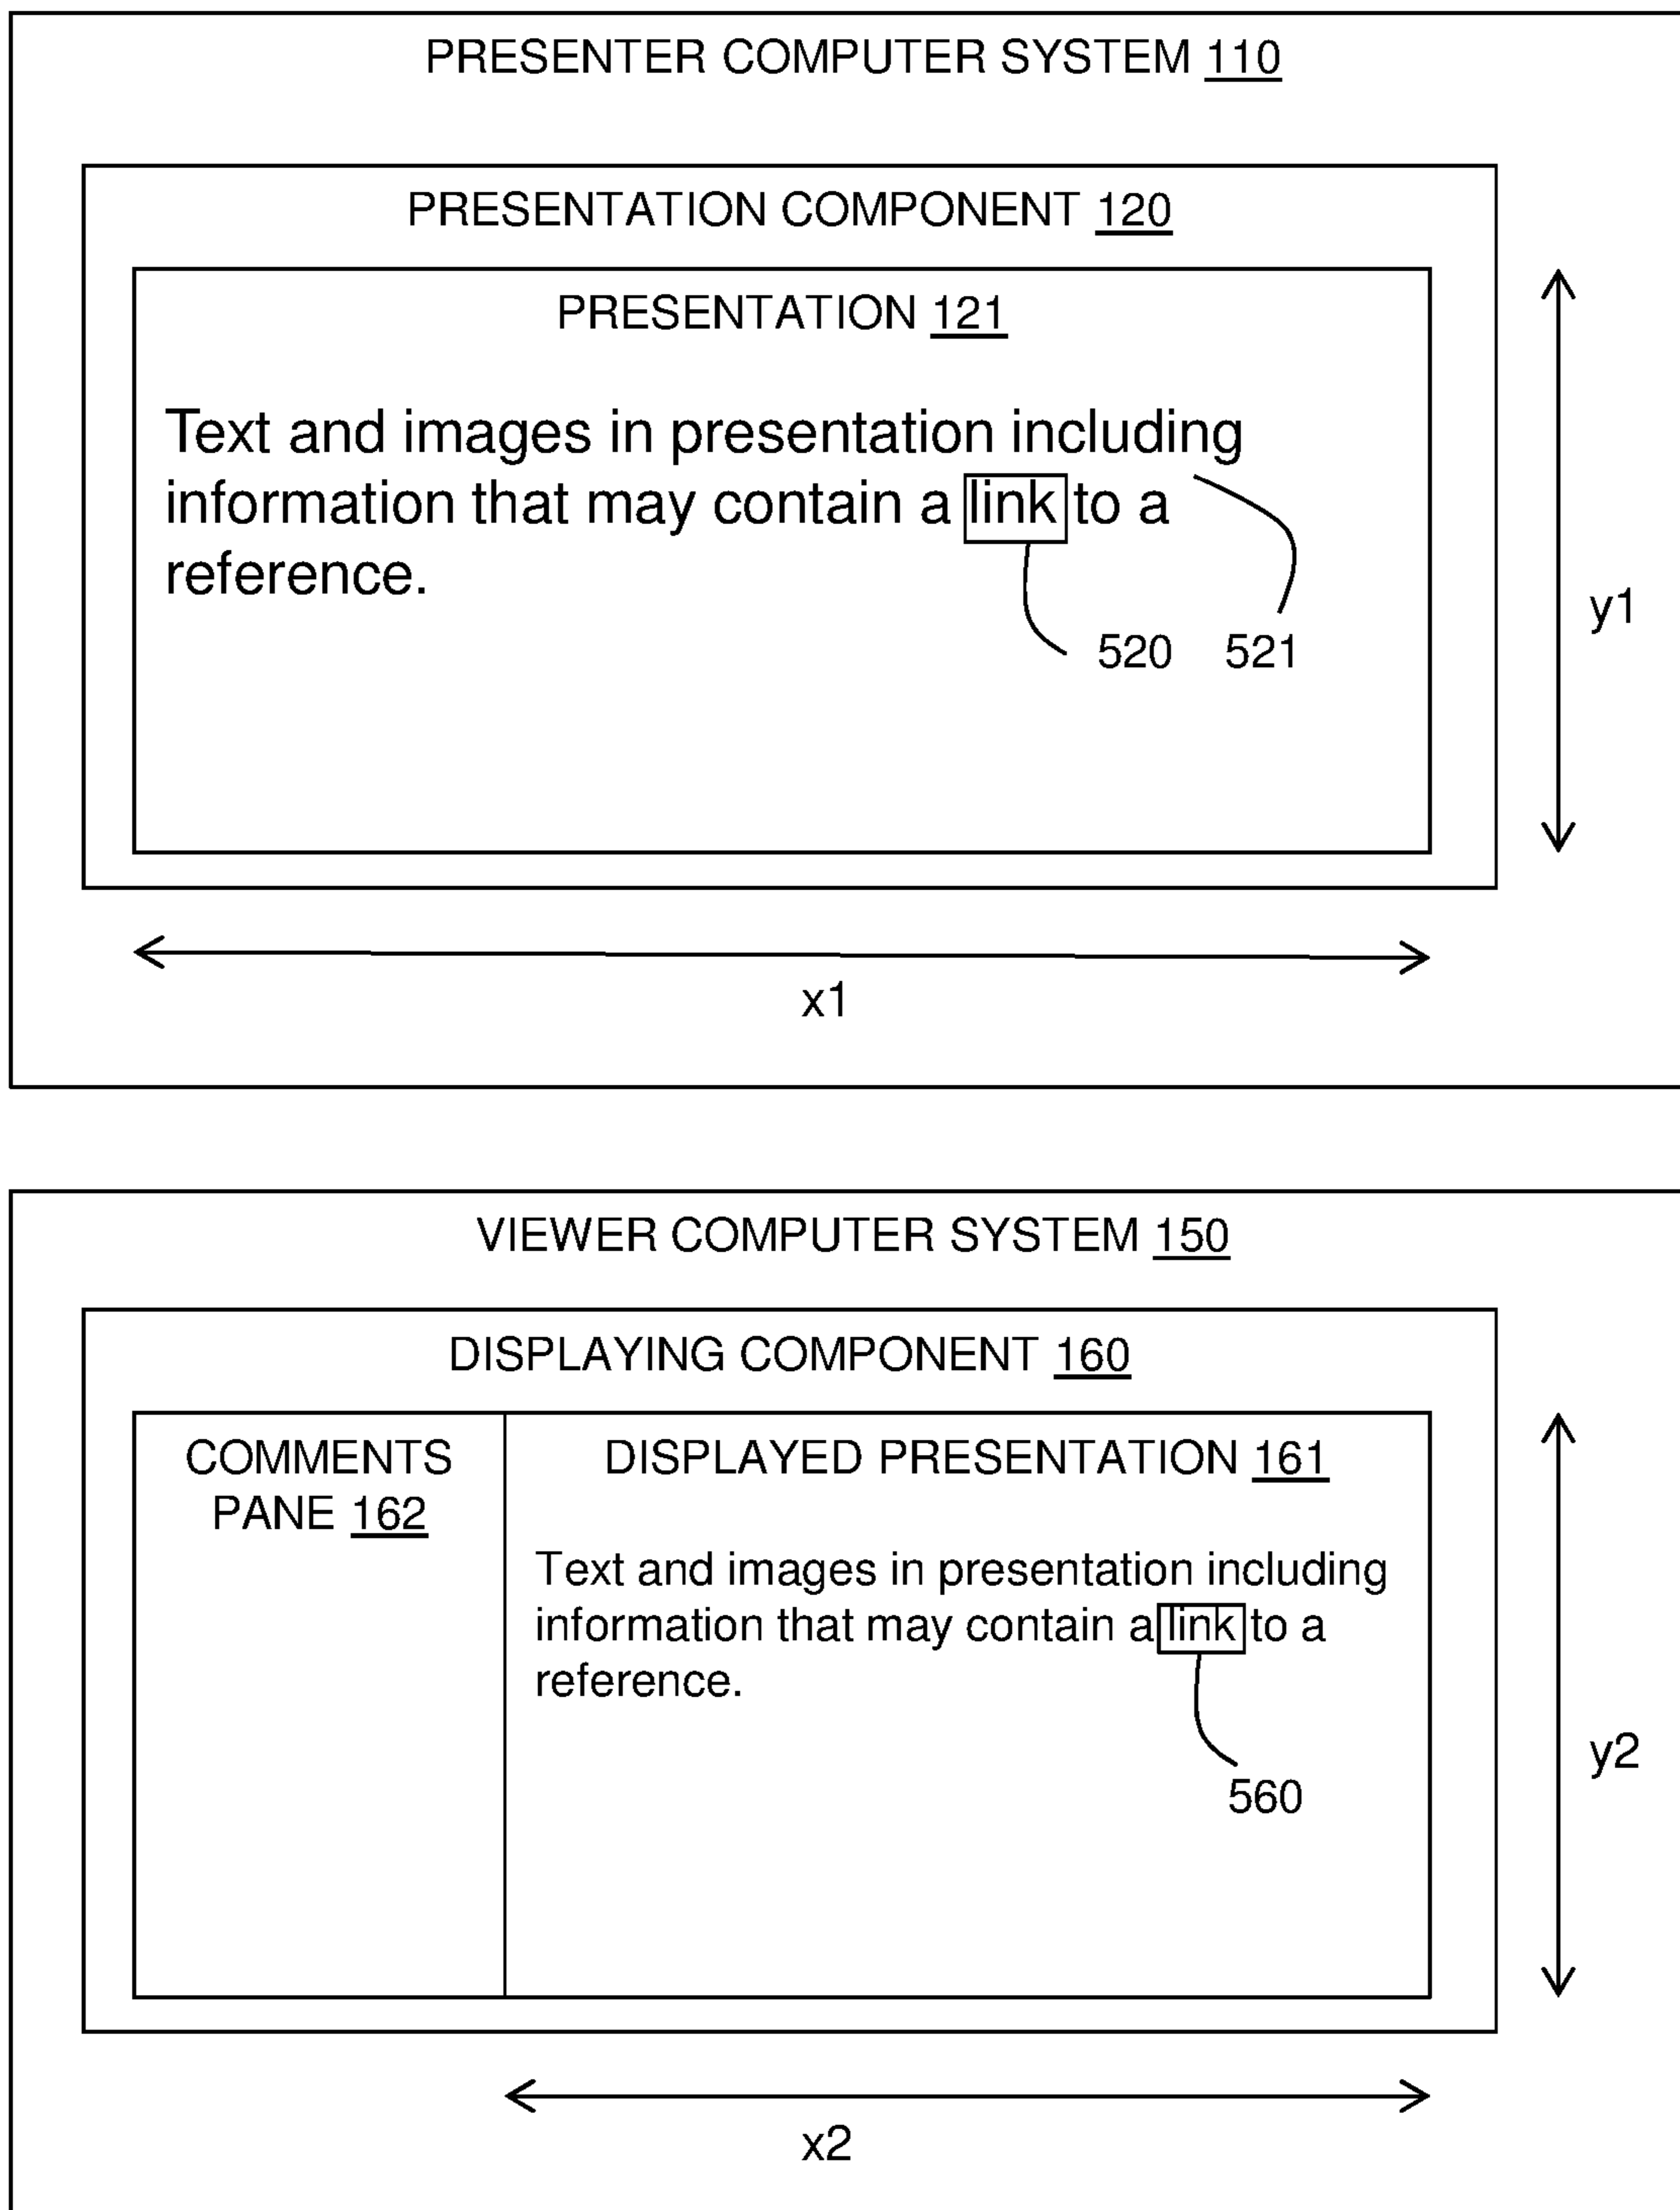 PRESENTER COMPUTER SYSTEM 110
PRESENTATION COMPONENT 120
PRESENTATION 121
Text and images in presentation including
information that may contain a link to a
reference.
520 521
y1
x1
VIEWER COMPUTER SYSTEM 150
DISPLAYING COMPONENT 160
COMMENTS
PANE 162
DISPLAYED PRESENTATION 161
Text and images in presentation including
information that may contain a link to a
reference.
560
y2
x2